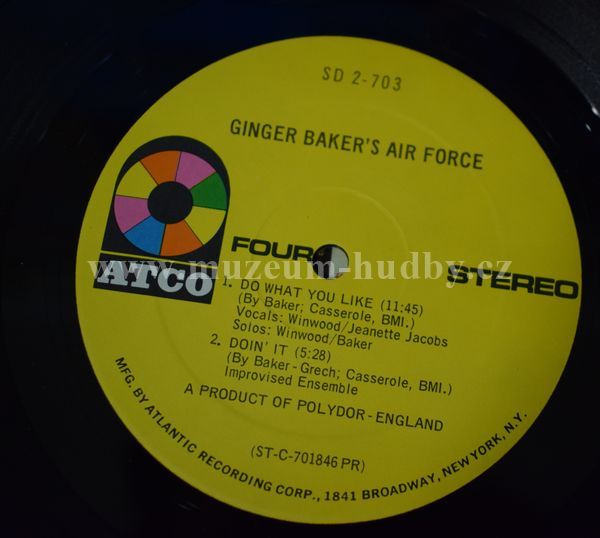 SD 2-703
GINGER BAKER'S AIR FORCE
ATCO
FOUR
STEREO
www.muzeum-hudby.cz
1. DO WHAT YOU LIKE (11:45)
(By Baker; Casserole, BMI.)
Vocals: Winwood/Jeanette Jacobs
Solos: Winwood/Baker
2. DOIN' IT (5:28)
(By Baker-Grech; Casserole, BMI.)
Improvised Ensemble
A PRODUCT OF POLYDOR-ENGLAND
(ST-C-701846 PR)
MFG. BY ATLANTIC RECORDING CORP., 1841 BROADWAY, NEW YORK, N.Y.